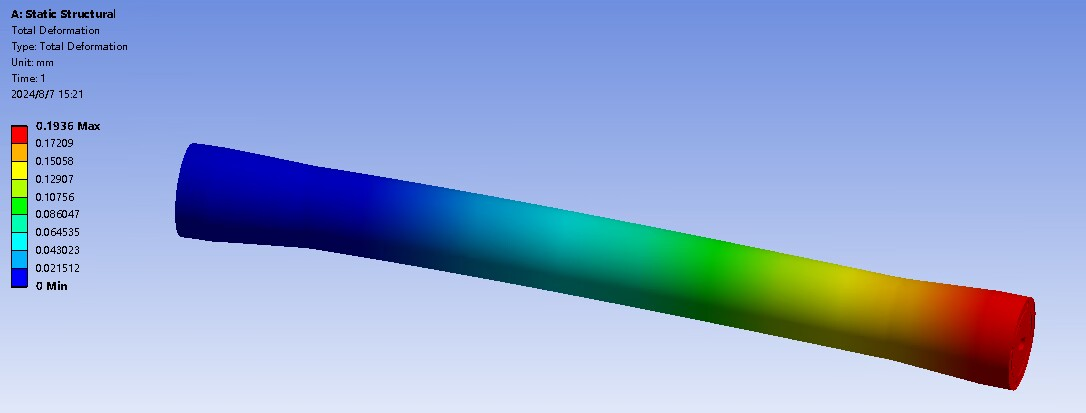 A: Static Structural
Total Deformation
Type: Total Deformation
Unit: mm
Time: 1
2024/8/7 15:21
0.1936 Max
0.17209
0.15058
0.12907
0.10756
0.086047
0.064535
0.043023
0.021512
0 Min